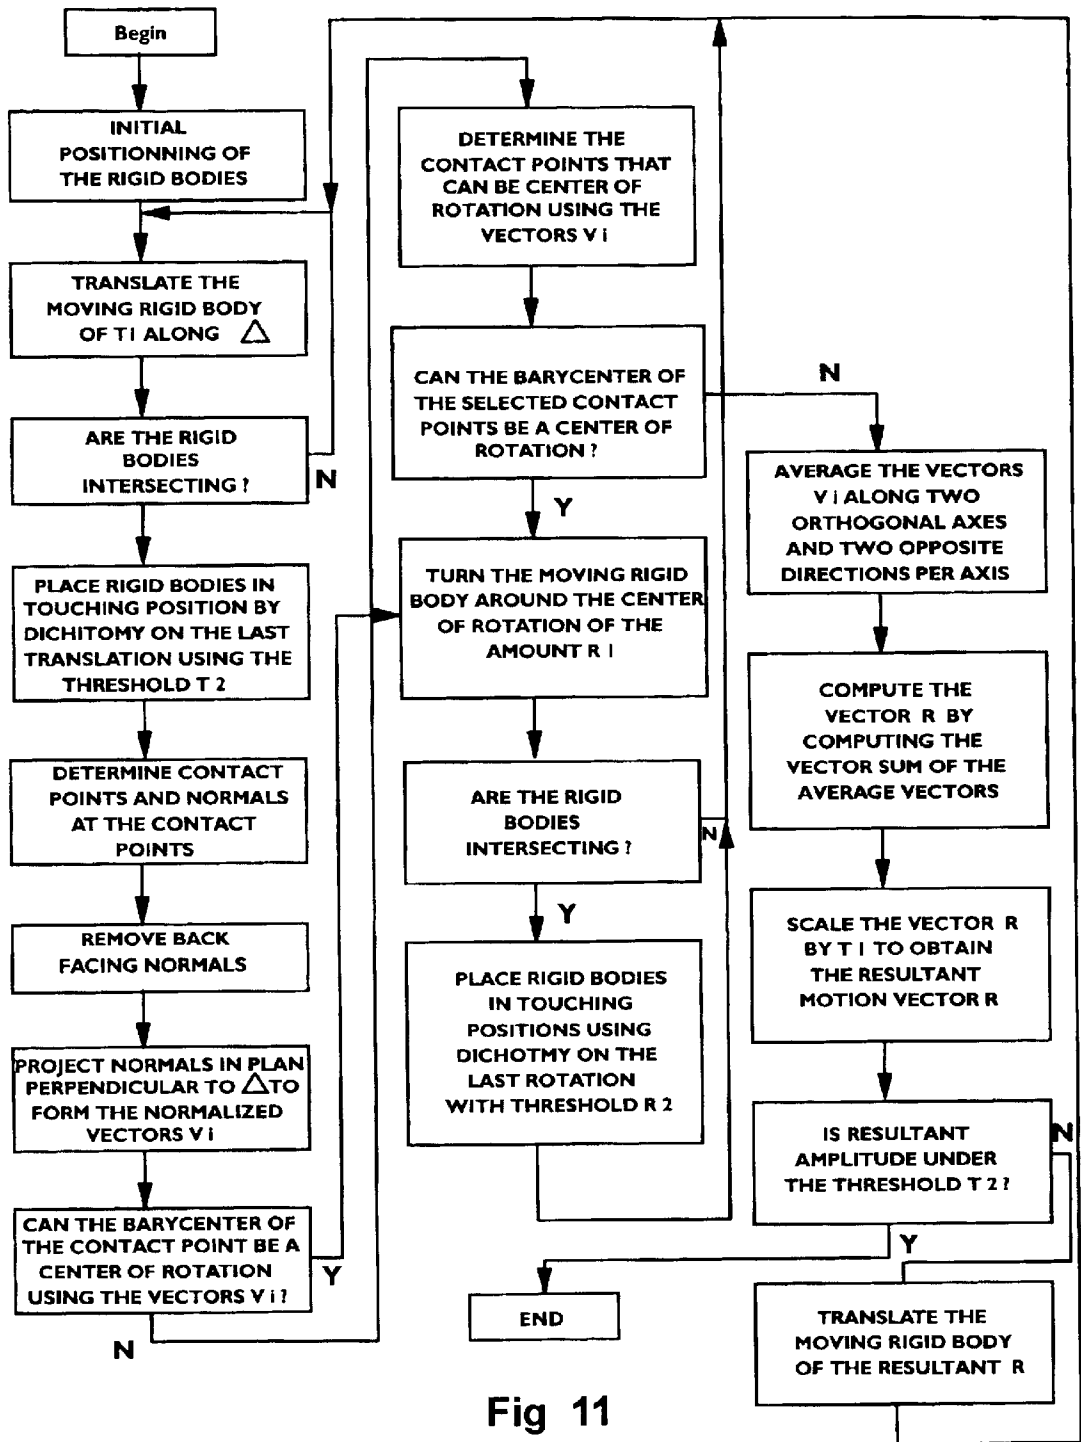 Begin
INITIAL
POSITIONNING OF
THE RIGID BODIES
TRANSLATE THE
MOVING RIGID BODY
OF T1 ALONG △
ARE THE RIGID
BODIES
INTERSECTING ?
N
PLACE RIGID BODIES IN
TOUCHING POSITION BY
DICHITOMY ON THE LAST
TRANSLATION USING THE
THRESHOLD T 2
DETERMINE CONTACT
POINTS AND NORMALS
AT THE CONTACT
POINTS
REMOVE BACK
FACING NORMALS
PROJECT NORMALS IN PLAN
PERPENDICULAR TO △ TO
FORM THE NORMALIZED
VECTORS V i
CAN THE BARYCENTER OF
THE CONTACT POINT BE A
CENTER OF ROTATION
USING THE VECTORS V i ?
Y
N
DETERMINE THE
CONTACT POINTS THAT
CAN BE CENTER OF
ROTATION USING THE
VECTORS V i
CAN THE BARYCENTER OF
THE SELECTED CONTACT
POINTS BE A CENTER OF
ROTATION ?
N
Y
TURN THE MOVING RIGID
BODY AROUND THE CENTER
OF ROTATION OF THE
AMOUNT R 1
ARE THE RIGID
BODIES
INTERSECTING ?
N
Y
PLACE RIGID BODIES
IN TOUCHING
POSITIONS USING
DICHOTMY ON THE
LAST ROTATION
WITH THRESHOLD R 2
AVERAGE THE VECTORS
V i ALONG TWO
ORTHOGONAL AXES
AND TWO OPPOSITE
DIRECTIONS PER AXIS
COMPUTE THE
VECTOR R BY
COMPUTING THE
VECTOR SUM OF THE
AVERAGE VECTORS
SCALE THE VECTOR R
BY T 1 TO OBTAIN
THE RESULTANT
MOTION VECTOR R
IS RESULTANT
AMPLITUDE UNDER
THE THRESHOLD T 2 ?
N
Y
END
TRANSLATE THE
MOVING RIGID BODY
OF THE RESULTANT R
Fig 11